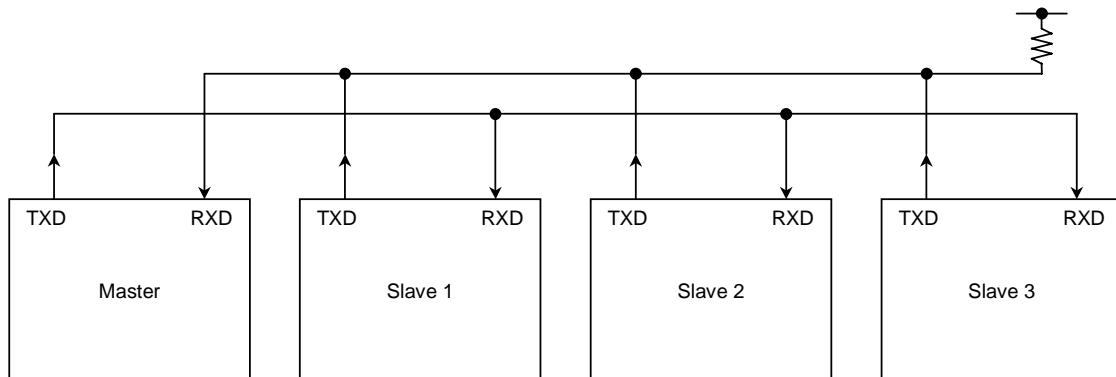 TXD RXD TXD RXD TXD RXD TXD RXD
Master Slave 1 Slave 2 Slave 3